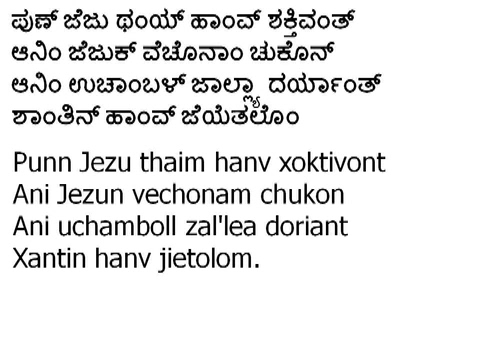 ಪುಣ್ ಜೆಜು ಥಂಯ್ ಹಾಂವ್ ಶಕ್ತಿವಂತ್
ಆನಿಂ ಜೆಜುಕ್ ವೆಚೊನಾಂ ಚುಕೊನ್
ಆನಿಂ ಉಚಾಂಬಳ್ ಜಾಲ್ಲ್ಯಾ ದರ್ಯಾಂತ್
ಶಾಂತಿನ್ ಹಾಂವ್ ಜೆಯೆತಲೊಂ
Punn Jezu thaim hanv xoktivont
Ani Jezun vechonam chukon
Ani uchamboll zal'lea doriant
Xantin hanv jietolom.